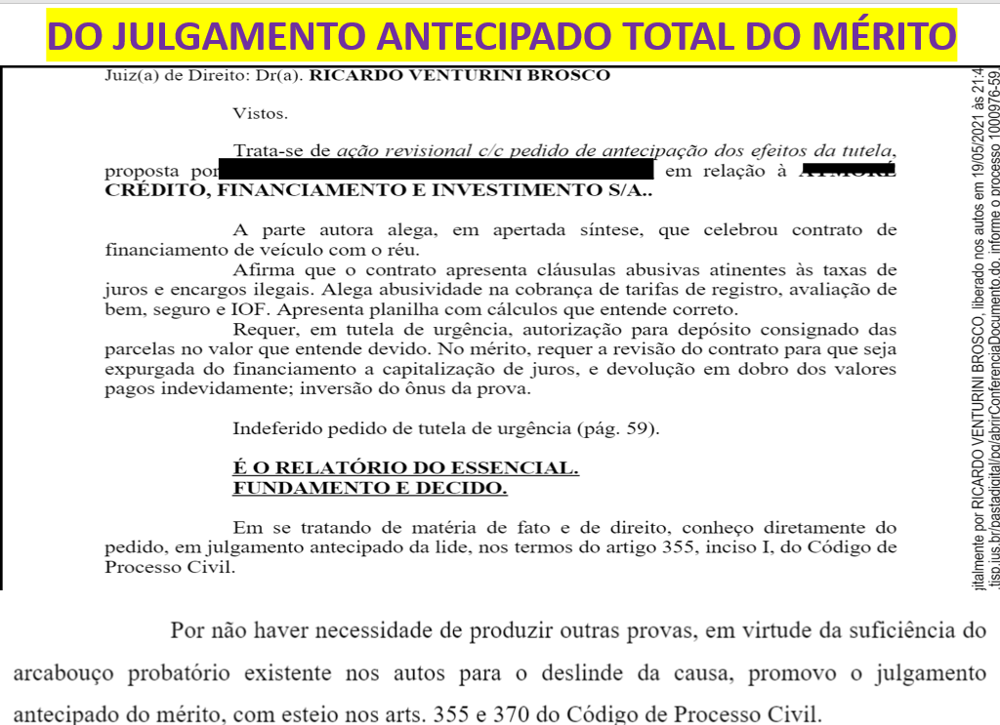 DO JULGAMENTO ANTECIPADO TOTAL DO MÉRITO
Juiz(a) de Direito: Dr(a). RICARDO VENTURINI BROSCO
Vistos.
Trata-se de ação revisional c/c pedido de antecipação dos efeitos da tutela,
proposta por em relação à
CRÉDITO, FINANCIAMENTO E INVESTIMENTO S/A..
A parte autora alega, em apertada síntese, que celebrou contrato de
financiamento de veículo com o réu.
Afirma que o contrato apresenta cláusulas abusivas atinentes às taxas de
juros e encargos ilegais. Alega abusividade na cobrança de tarifas de registro, avaliação de
bem, seguro e IOF. Apresenta planilha com cálculos que entende correto.
Requer, em tutela de urgência, autorização para depósito consignado das
parcelas no valor que entende devido. No mérito, requer a revisão do contrato para que seja
expurgada do financiamento a capitalização de juros, e devolução em dobro dos valores
pagos indevidamente; inversão do ônus da prova.
Indeferido pedido de tutela de urgência (pág. 59).
É O RELATÓRIO DO ESSENCIAL.
FUNDAMENTO E DECIDO.
Em se tratando de matéria de fato e de direito, conheço diretamente do
pedido, em julgamento antecipado da lide, nos termos do artigo 355, inciso I, do Código de
Processo Civil.
Por não haver necessidade de produzir outras provas, em virtude da suficiência do
arcabouço probatório existente nos autos para o deslinde da causa, promovo o julgamento
antecipado do mérito, com esteio nos arts. 355 e 370 do Código de Processo Civil.
gitalmente por RICARDO VENTURINI BROSCO, liberado nos autos em 19/05/2021 às 21:4
.tjsp.jus.br/pastadigital/pg/abrirConferenciaDocumento.do, informe o processo 1000976-59.